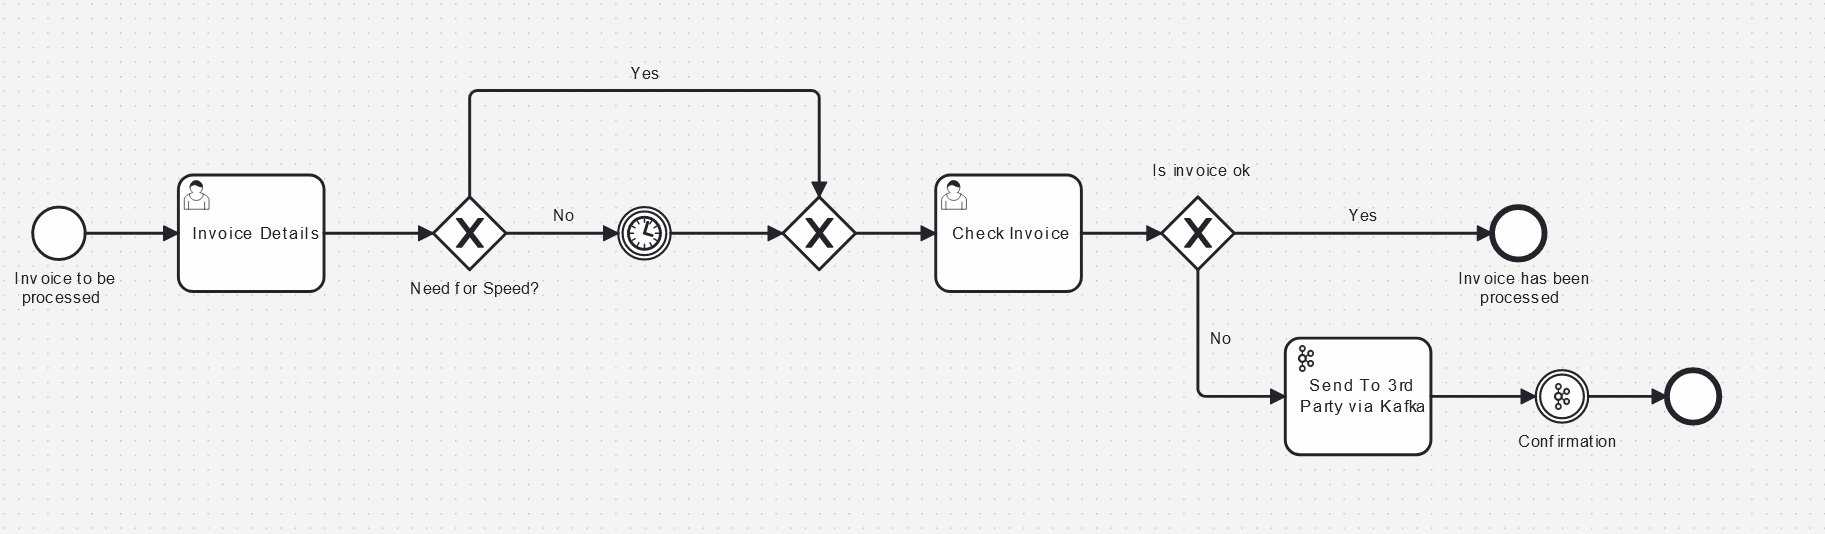 Yes
Is invoice ok
No
Yes
Invoice Details
Check Invoice
Invoice to be
processed
Need for Speed?
Invoice has been
processed
No
Send To 3rd
Party via Kafka
Confirmation